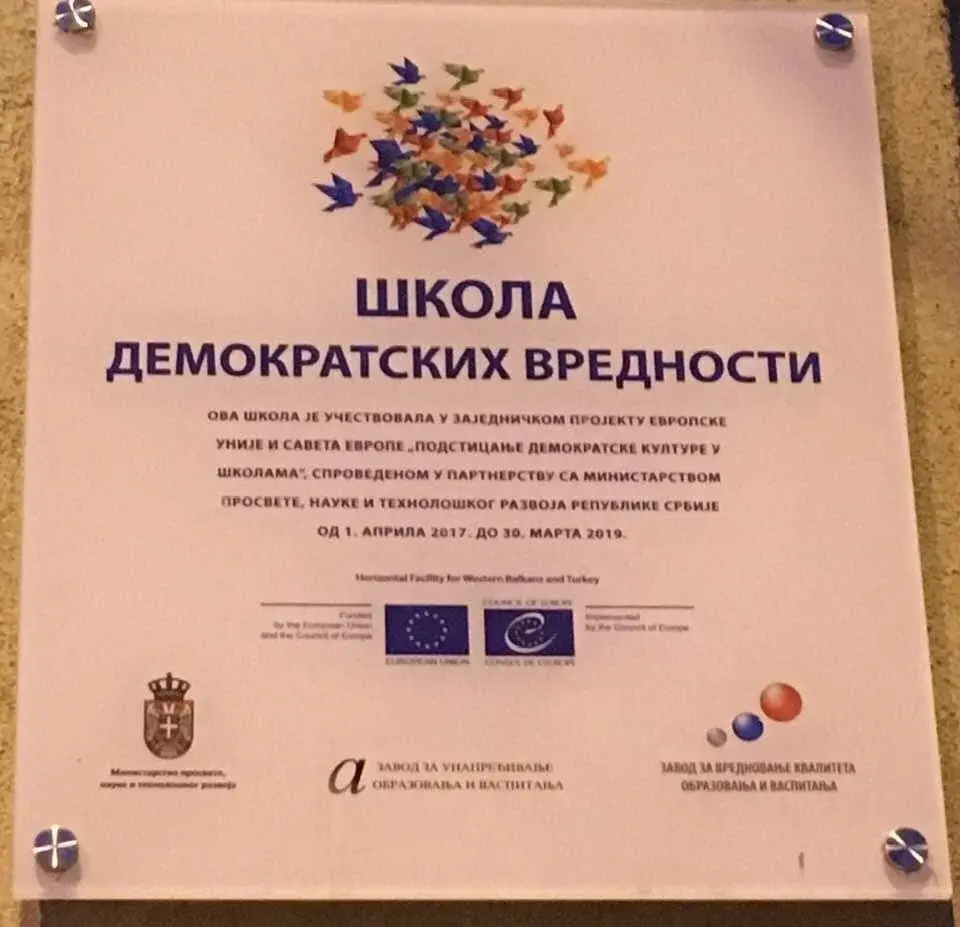 ШКОЛА
ДЕМОКРАТСКИХ ВРЕДНОСТИ
ОВА ШКОЛА ЈЕ УЧЕСТВОВАЛА У ЗАЈЕДНИЧКОМ ПРОЈЕКТУ ЕВРОПСКЕ
УНИЈЕ И САВЕТА ЕВРОПЕ „ПОДСТИЦАЊЕ ДЕМОКРАТСКЕ КУЛТУРЕ У
ШКОЛАМА“, СПРОВЕДЕНОМ У ПАРТНЕРСТВУ СА МИНИСТАРСТВОМ
ПРОСВЕТЕ, НАУКЕ И ТЕХНОЛОШКОГ РАЗВОЈА РЕПУБЛИКЕ СРБИЈЕ
ОД 1. АПРИЛА 2017. ДО 30. МАРТА 2019.
Horizontal Facility for Western Balkans and Turkey
Funded
by the European Union
and the Council of Europe
EUROPEAN UNION
COUNCIL OF EUROPE
CONSEIL DE L'EUROPE
Implemented
by the Council of Europe
Министарство просвете,
науке и технолошког развоја
a ЗАВОД ЗА УНАПРЕЂИВАЊЕ
ОБРАЗОВАЊА И ВАСПИТАЊА
ЗАВОД ЗА ВРЕДНОВАЊЕ КВАЛИТЕТА
ОБРАЗОВАЊА И ВАСПИТАЊА